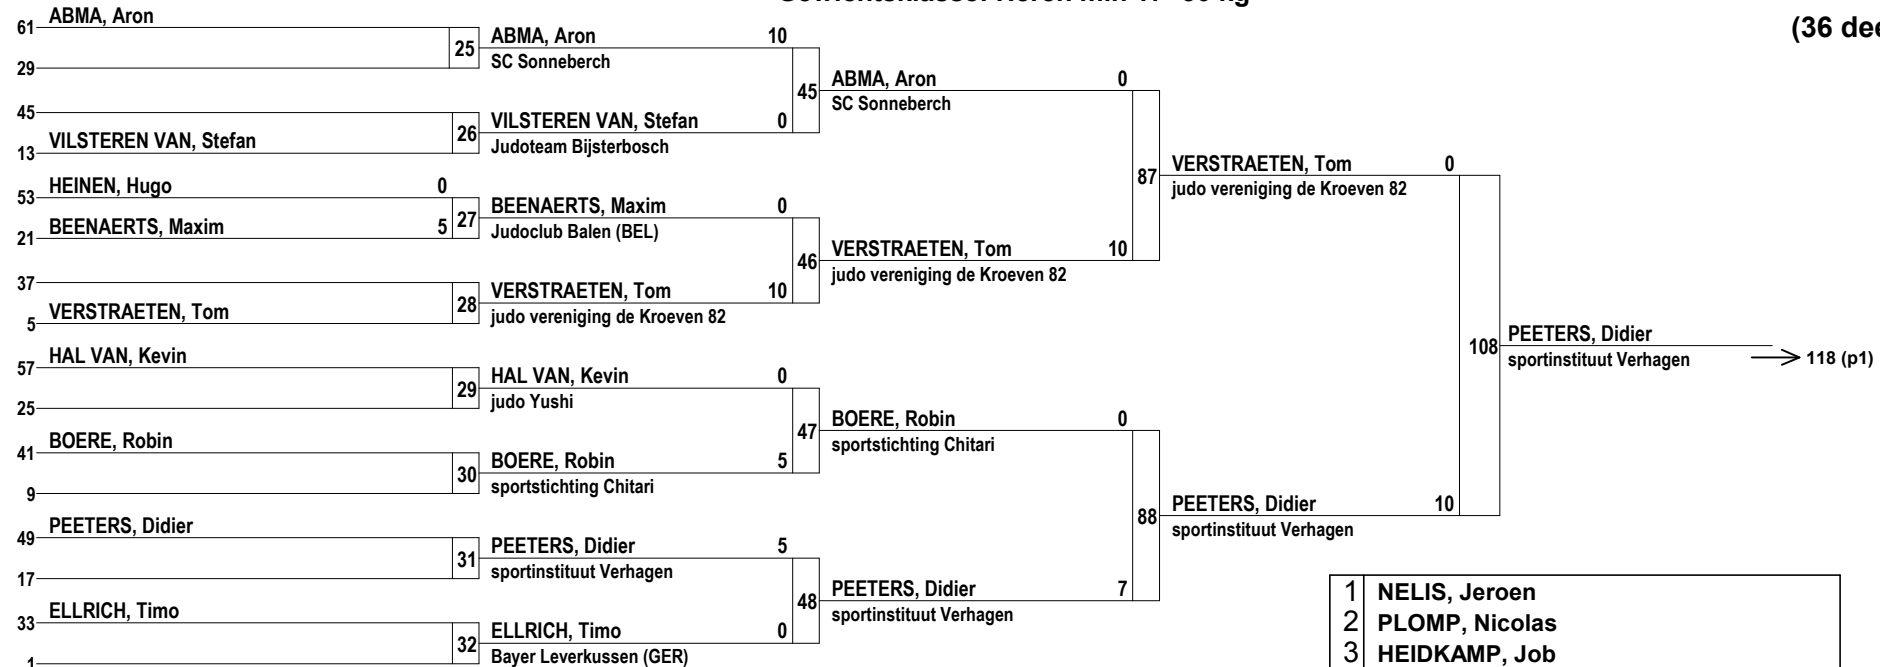 (36 dee
61 ABMA, Aron
29
25 ABMA, Aron 10
SC Sonneberch
45
13 VILSTEREN VAN, Stefan
26 VILSTEREN VAN, Stefan 0
Judoteam Bijsterbosch
45 ABMA, Aron 0
SC Sonneberch
53 HEINEN, Hugo 0
21 BEENAERTS, Maxim 5
27 BEENAERTS, Maxim 0
Judoclub Balen (BEL)
37
5 VERSTRAETEN, Tom
28 VERSTRAETEN, Tom 10
judo vereniging de Kroeven 82
46 VERSTRAETEN, Tom 10
judo vereniging de Kroeven 82
87 VERSTRAETEN, Tom 0
judo vereniging de Kroeven 82
57 HAL VAN, Kevin
25
29 HAL VAN, Kevin 0
judo Yushi
41 BOERE, Robin
9
30 BOERE, Robin 5
sportstichting Chitari
47 BOERE, Robin 0
sportstichting Chitari
49 PEETERS, Didier
17
31 PEETERS, Didier 5
sportinstituut Verhagen
33 ELLRICH, Timo
1
32 ELLRICH, Timo 0
Bayer Leverkussen (GER)
48 PEETERS, Didier 7
sportinstituut Verhagen
88 PEETERS, Didier 10
sportinstituut Verhagen
108 PEETERS, Didier
sportinstituut Verhagen
118 (p1)
1 NELIS, Jeroen
2 PLOMP, Nicolas
3 HEIDKAMP, Job